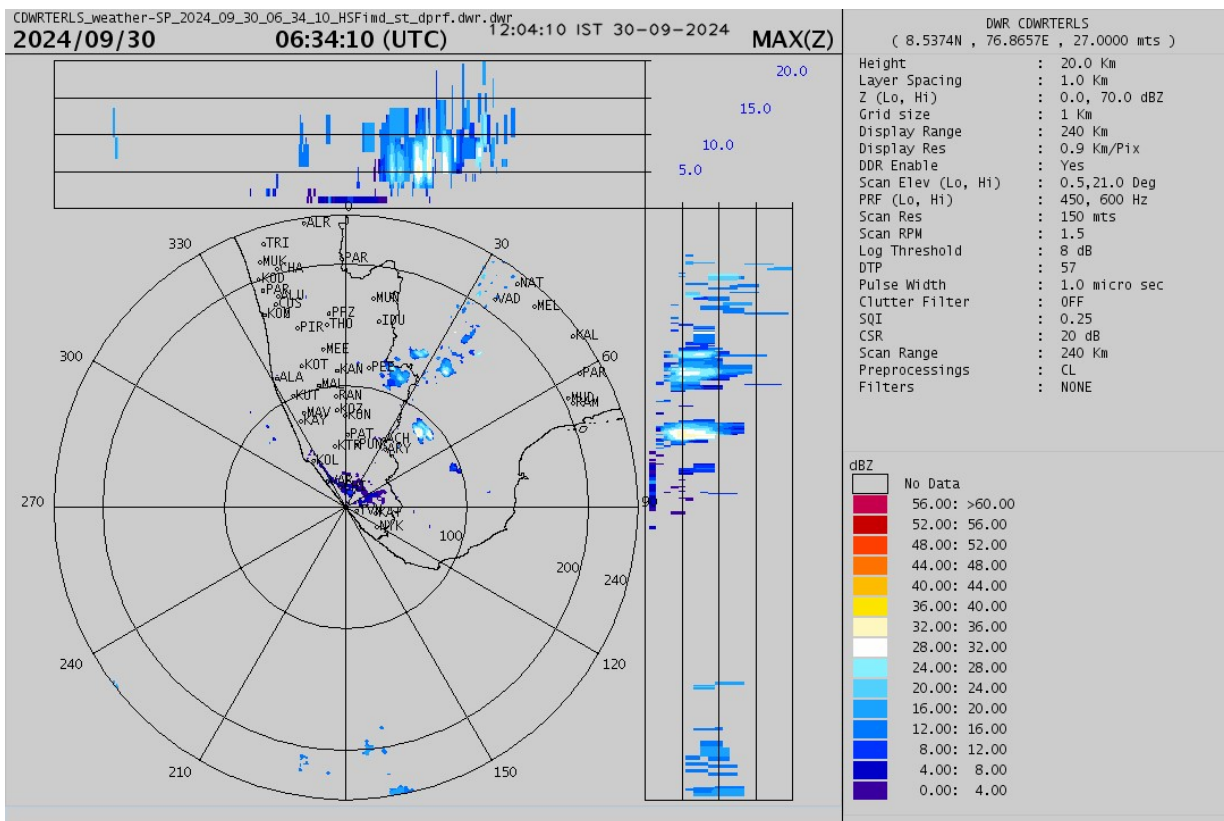 CDWRTERLS_weather-SP_2024_09_30_06_34_10_HSFimd_st_dprf.dwr.dwr
12:04:10 IST 30-09-2024
2024/09/30 06:34:10 (UTC) MAX(Z)
20.0
15.0
10.0
5.0
0
30
60
90
120
150
210
240
270
300
330
100
200
240
ALR
TRI
PAR
MUK
CHA
KOD
PAR
ALU
COS
KOM
MUN
NAT
VAD
MEL
PFZ
IDU
PIR
THO
KAL
MEE
KOT
KAN
PEE
PAR
ALA
MAL
KUT
RAN
MUD
RAM
MAV
KOZ
KON
KAY
PAT
ACH
KTR
PUN
ARY
KOL
VAR
TV
KAT
NYK
DWR CDWRTERLS
( 8.5374N , 76.8657E , 27.0000 mts )
Height : 20.0 Km
Layer Spacing : 1.0 Km
Z (Lo, Hi) : 0.0, 70.0 dBZ
Grid size : 1 Km
Display Range : 240 Km
Display Res : 0.9 Km/Pix
DDR Enable : Yes
Scan Elev (Lo, Hi) : 0.5,21.0 Deg
PRF (Lo, Hi) : 450, 600 Hz
Scan Res : 150 mts
Scan RPM : 1.5
Log Threshold : 8 dB
DTP : 57
Pulse Width : 1.0 micro sec
Clutter Filter : OFF
SQI : 0.25
CSR : 20 dB
Scan Range : 240 Km
Preprocessings : CL
Filters : NONE
dBZ
No Data
56.00: >60.00
52.00: 56.00
48.00: 52.00
44.00: 48.00
40.00: 44.00
36.00: 40.00
32.00: 36.00
28.00: 32.00
24.00: 28.00
20.00: 24.00
16.00: 20.00
12.00: 16.00
8.00: 12.00
4.00: 8.00
0.00: 4.00